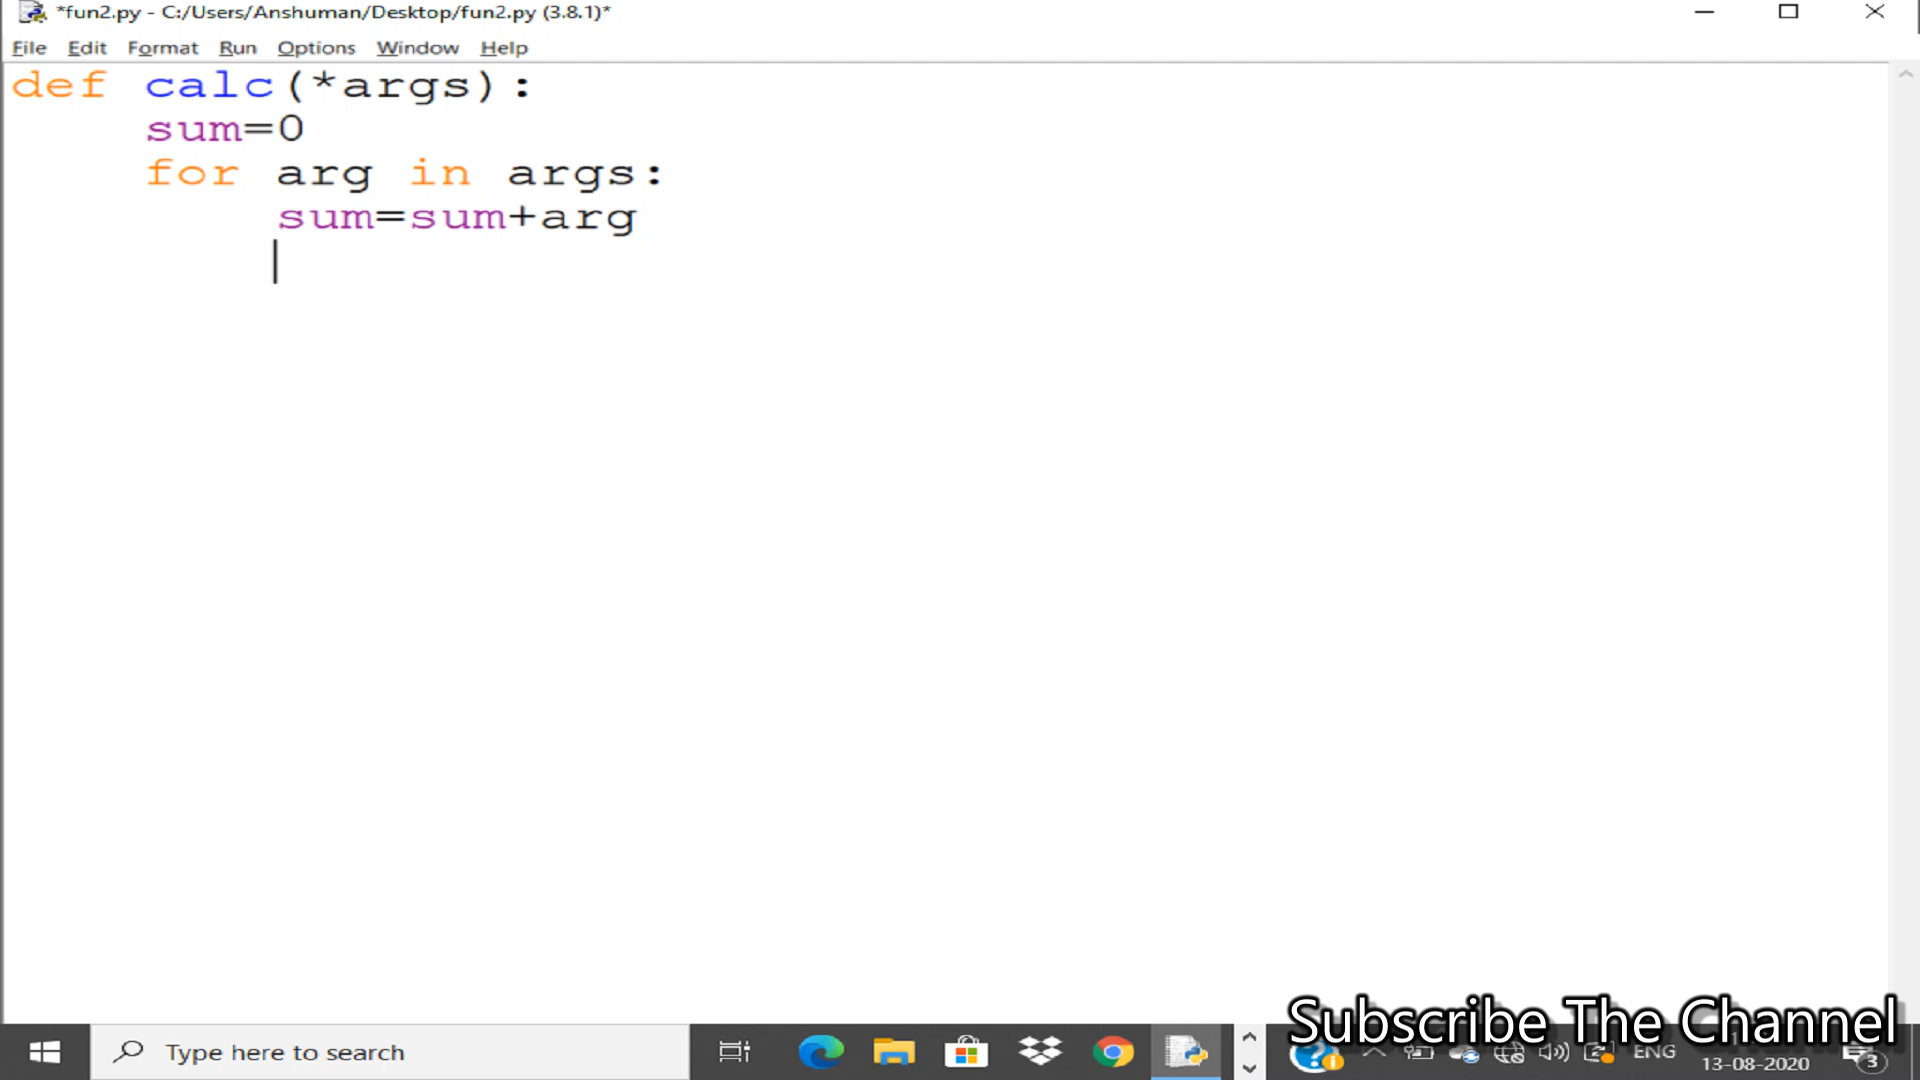 *fun2.py - C:/Users/Anshuman/Desktop/fun2.py (3.8.1)*
File Edit Format Run Options Window Help
def calc(*args):
sum=0
for arg in args:
sum=sum+arg
Subscribe The Channel
Type here to search
ENG
13-08-2020
3